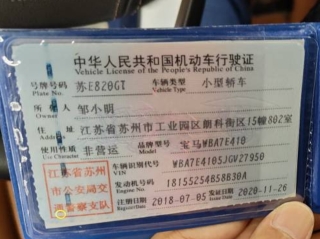 中华人民共和国机动车行驶证
Vehicle License of the People's Republic of China
号牌号码 苏E820GT 车辆类型 小型轿车
Plate No. Vehicle Type
所有人 邹小明
住址 江苏省苏州市工业园区朗科街区15幢802室
使用性质 非营运 品牌型号 宝马WBA7E410
Use Character
江苏省苏州市公安局交通警察支队
车辆识别代号 WBA7E4105JGV27950
VIN
发动机号码 18155254B58B30A
Engine No.
注册日期 2018-07-05 发证日期 2020-11-26
Register Date Issue Date